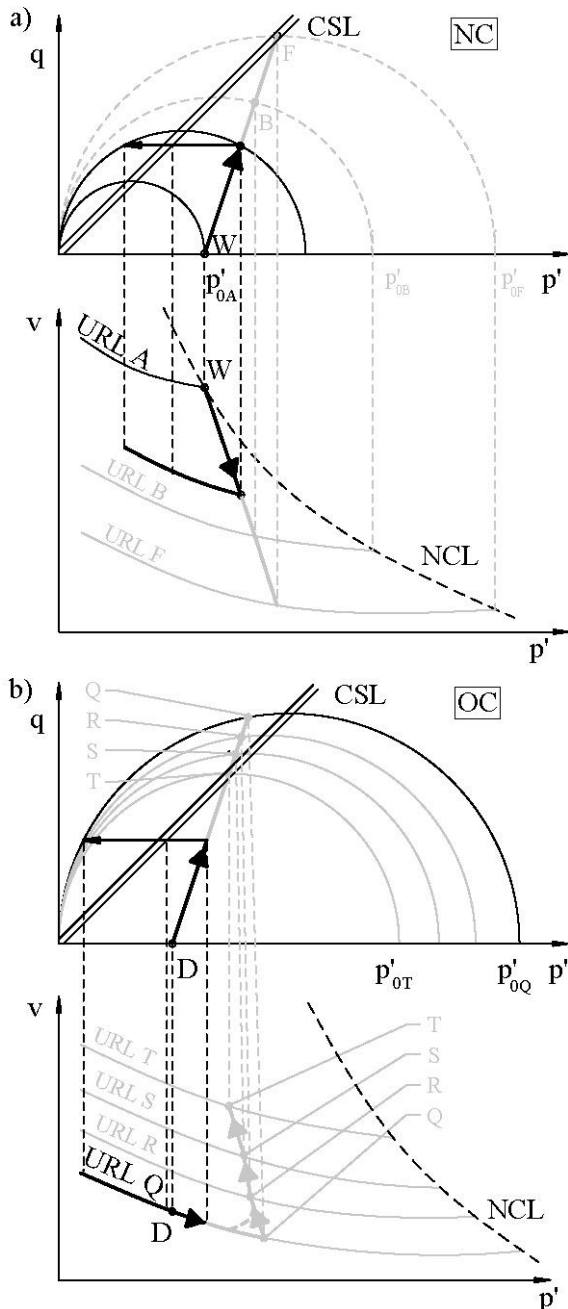 a)
CSL
NC
q
F
B
W
p'0A
p'0B
p'0F
p'
v
URL A
W
URL B
URL F
NCL
p'
b)
CSL
OC
q
Q
R
S
T
D
p'0T
p'0Q
p'
v
URL T
URL S
URL R
URL Q
T
S
R
Q
D
NCL
p'